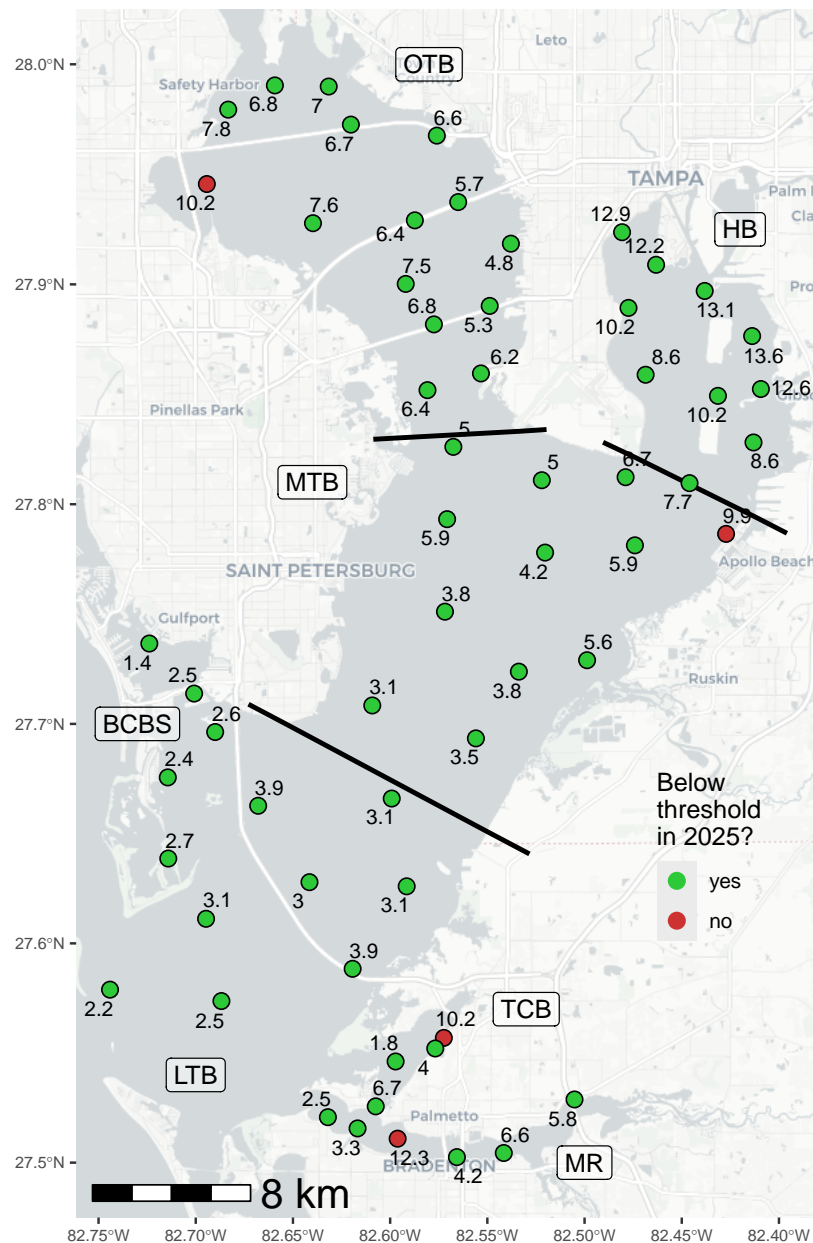 28.0°N
27.9°N
27.8°N
27.7°N
27.6°N
27.5°N
OTB
Leto
Country
Safety Harbor
6.8
7
7.8
6.7
6.6
TAMPA
Palm
10.2
5.7
7.6
6.4
12.9
HB
12.2
4.8
7.5
6.8
5.3
10.2
13.1
13.6
6.2
8.6
12.6
6.4
10.2
Pinellas Park
5
8.6
MTB
5
6.7
7.7
9.9
5.9
4.2
5.9
Apollo Beach
SAINT PETERSBURG
3.8
Gulfport
1.4
5.6
2.5
3.8
Ruskin
3.1
BCBS
2.6
3.5
2.4
3.9
3.1
Below
threshold
in 2025?
yes
no
2.7
3
3.1
3.1
3.9
2.2
2.5
TCB
10.2
1.8
4
LTB
6.7
2.5
Palmetto
5.8
3.3
12.3
6.6
BRADENTON
4.2
MR
8 km
82.75°W
82.70°W
82.65°W
82.60°W
82.55°W
82.50°W
82.45°W
82.40°W